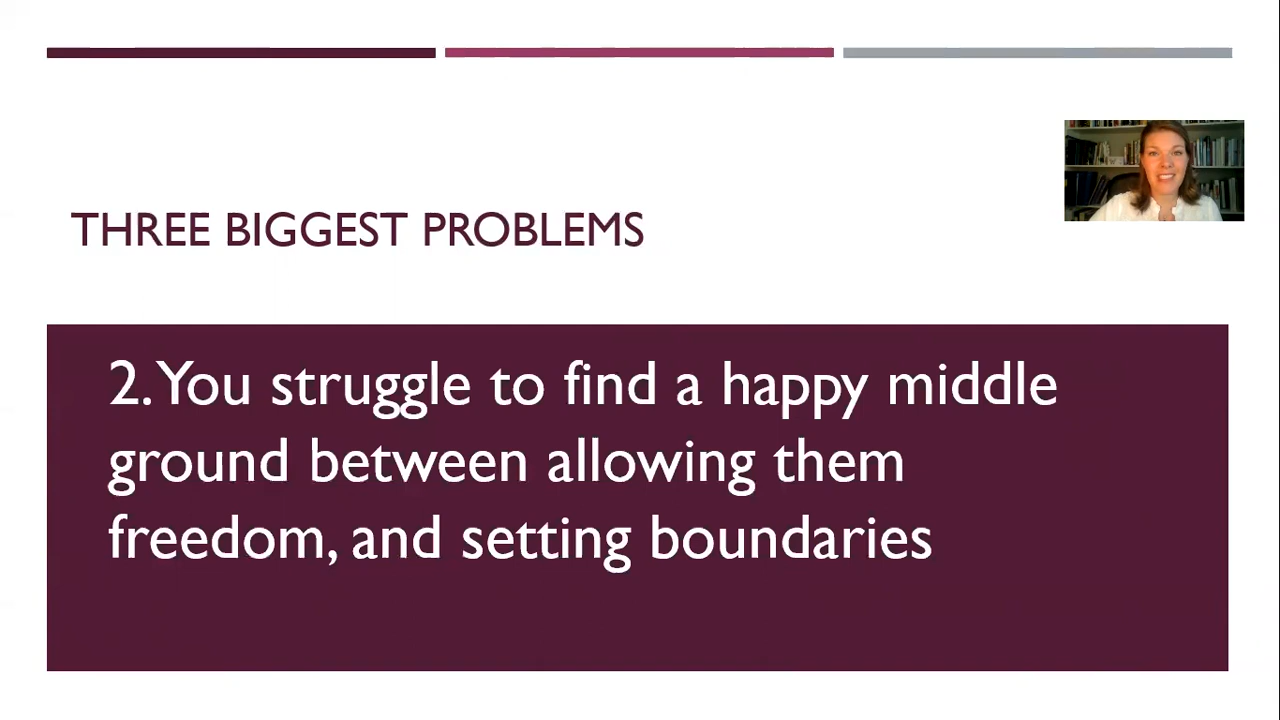 THREE BIGGEST PROBLEMS
2. You struggle to find a happy middle
ground between allowing them
freedom, and setting boundaries